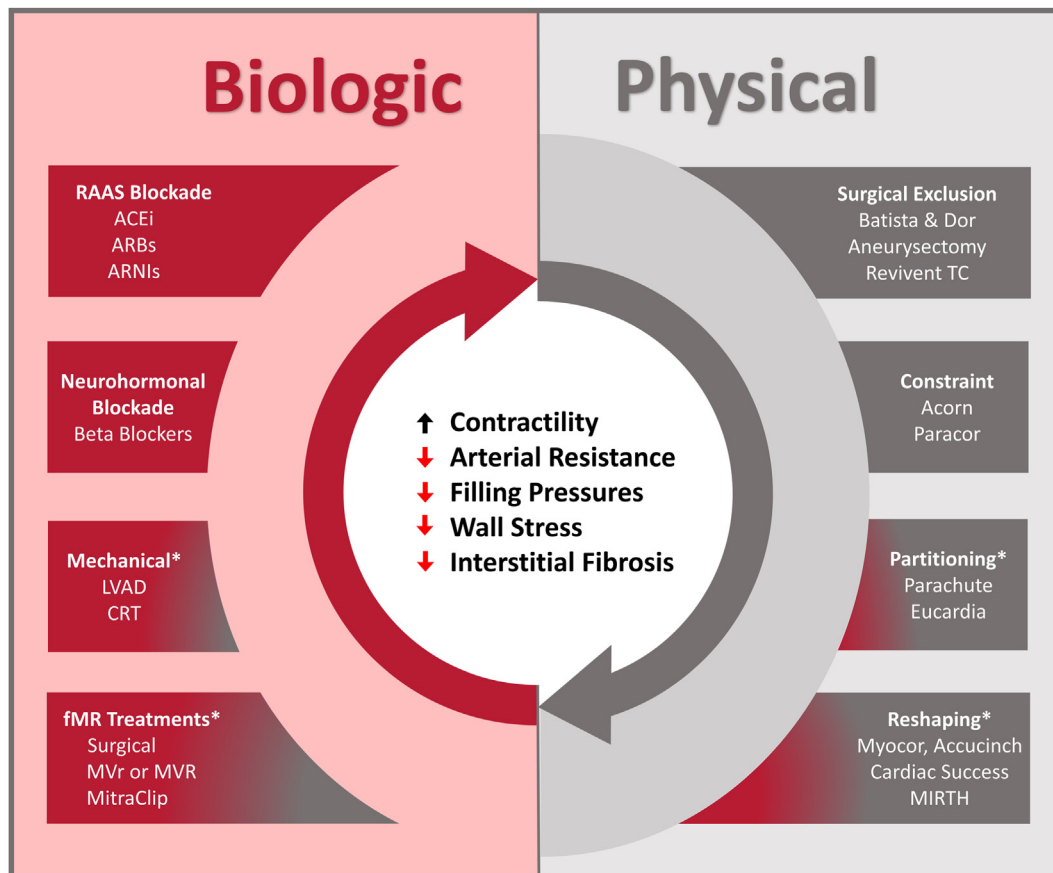 Biologic
Physical
RAAS Blockade
ACEi
ARBs
ARNIs
Neurohormonal
Blockade
Beta Blockers
Mechanical*
LVAD
CRT
fMR Treatments*
Surgical
MVr or MVR
MitraClip
Contractility
Arterial Resistance
Filling Pressures
Wall Stress
Interstitial Fibrosis
Surgical Exclusion
Batista & Dor
Aneurysectomy
Revivent TC
Constraint
Acorn
Paracor
Partitioning*
Parachute
Eucardia
Reshaping*
Myocor, Accucinch
Cardiac Success
MIRTH